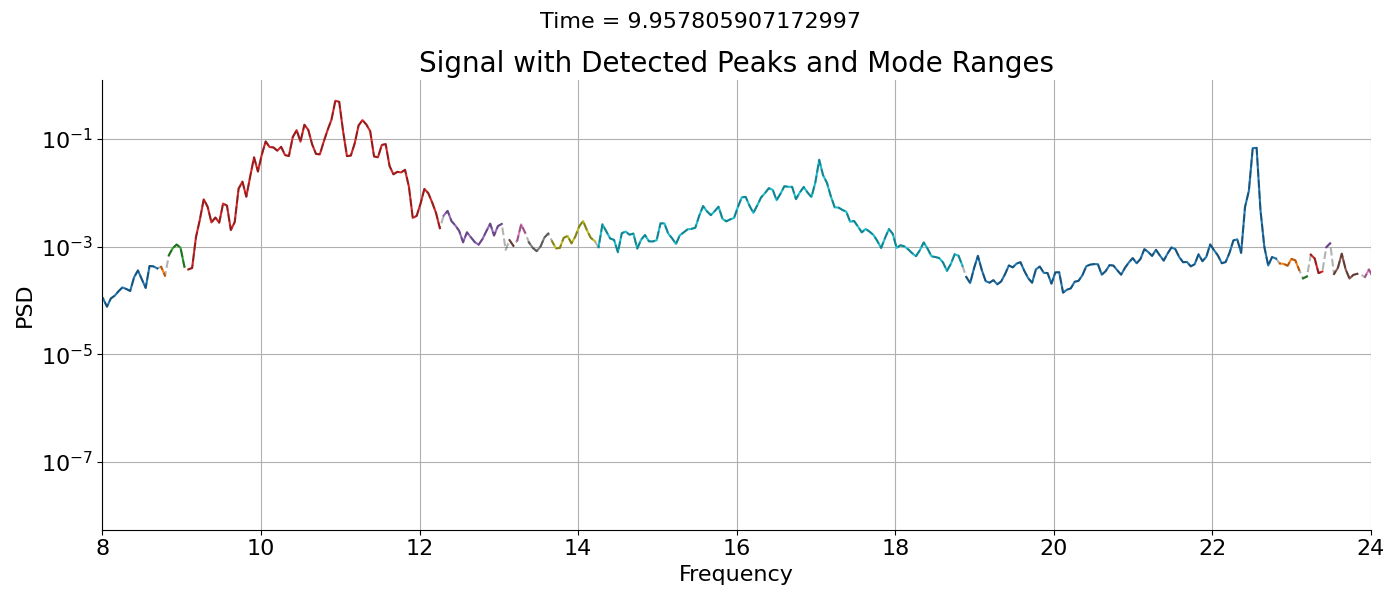 Time = 9.957805907172997
Signal with Detected Peaks and Mode Ranges
10⁻¹
10⁻³
10⁻⁵
10⁻⁷
PSD
8 10 12 14 16 18 20 22 24
Frequency